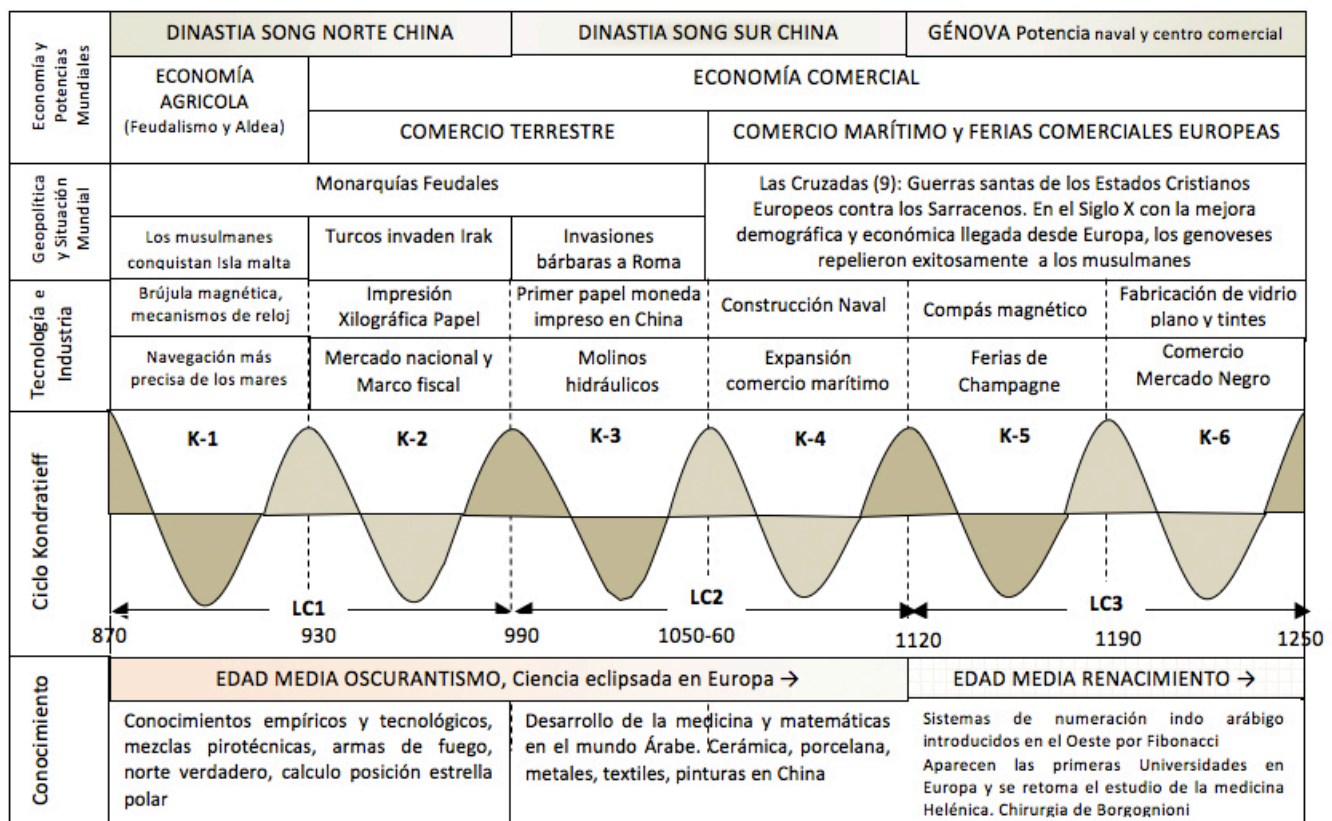 Economía y
Potencias
Mundiales
DINASTIA SONG NORTE CHINA
DINASTIA SONG SUR CHINA
GÉNOVA Potencia naval y centro comercial
ECONOMÍA
AGRICOLA
(Feudalismo y Aldea)
ECONOMÍA COMERCIAL
COMERCIO TERRESTRE
COMERCIO MARÍTIMO y FERIAS COMERCIALES EUROPEAS
Geopolítica
y Situación
Mundial
Monarquías Feudales
Los musulmanes
conquistan Isla malta
Turcos invaden Irak
Invasiones
bárbaras a Roma
Las Cruzadas (9): Guerras santas de los Estados Cristianos
Europeos contra los Sarracenos. En el Siglo X con la mejora
demográfica y económica llegada desde Europa, los genoveses
repelieron exitosamente a los musulmanes
Tecnología e
Industria
Brújula magnética,
mecanismos de reloj
Impresión
Xilográfica Papel
Primer papel moneda
impreso en China
Construcción Naval
Compás magnético
Fabricación de vidrio
plano y tintes
Navegación más
precisa de los mares
Mercado nacional y
Marco fiscal
Molinos
hidráulicos
Expansión
comercio marítimo
Ferias de
Champagne
Comercio
Mercado Negro
Ciclo Kondratieff
K-1
K-2
K-3
K-4
K-5
K-6
LC1
LC2
LC3
870
930
990
1050-60
1120
1190
1250
Conocimiento
EDAD MEDIA OSCURANTISMO, Ciencia eclipsada en Europa →
EDAD MEDIA RENACIMIENTO →
Conocimientos empíricos y tecnológicos,
mezclas pirotécnicas, armas de fuego,
norte verdadero, calculo posición estrella
polar
Desarrollo de la medicina y matemáticas
en el mundo Árabe. Cerámica, porcelana,
metales, textiles, pinturas en China
Sistemas de numeración indo arábigo
introducidos en el Oeste por Fibonacci
Aparecen las primeras Universidades en
Europa y se retoma el estudio de la medicina
Helénica. Chirurgia de Borgognioni